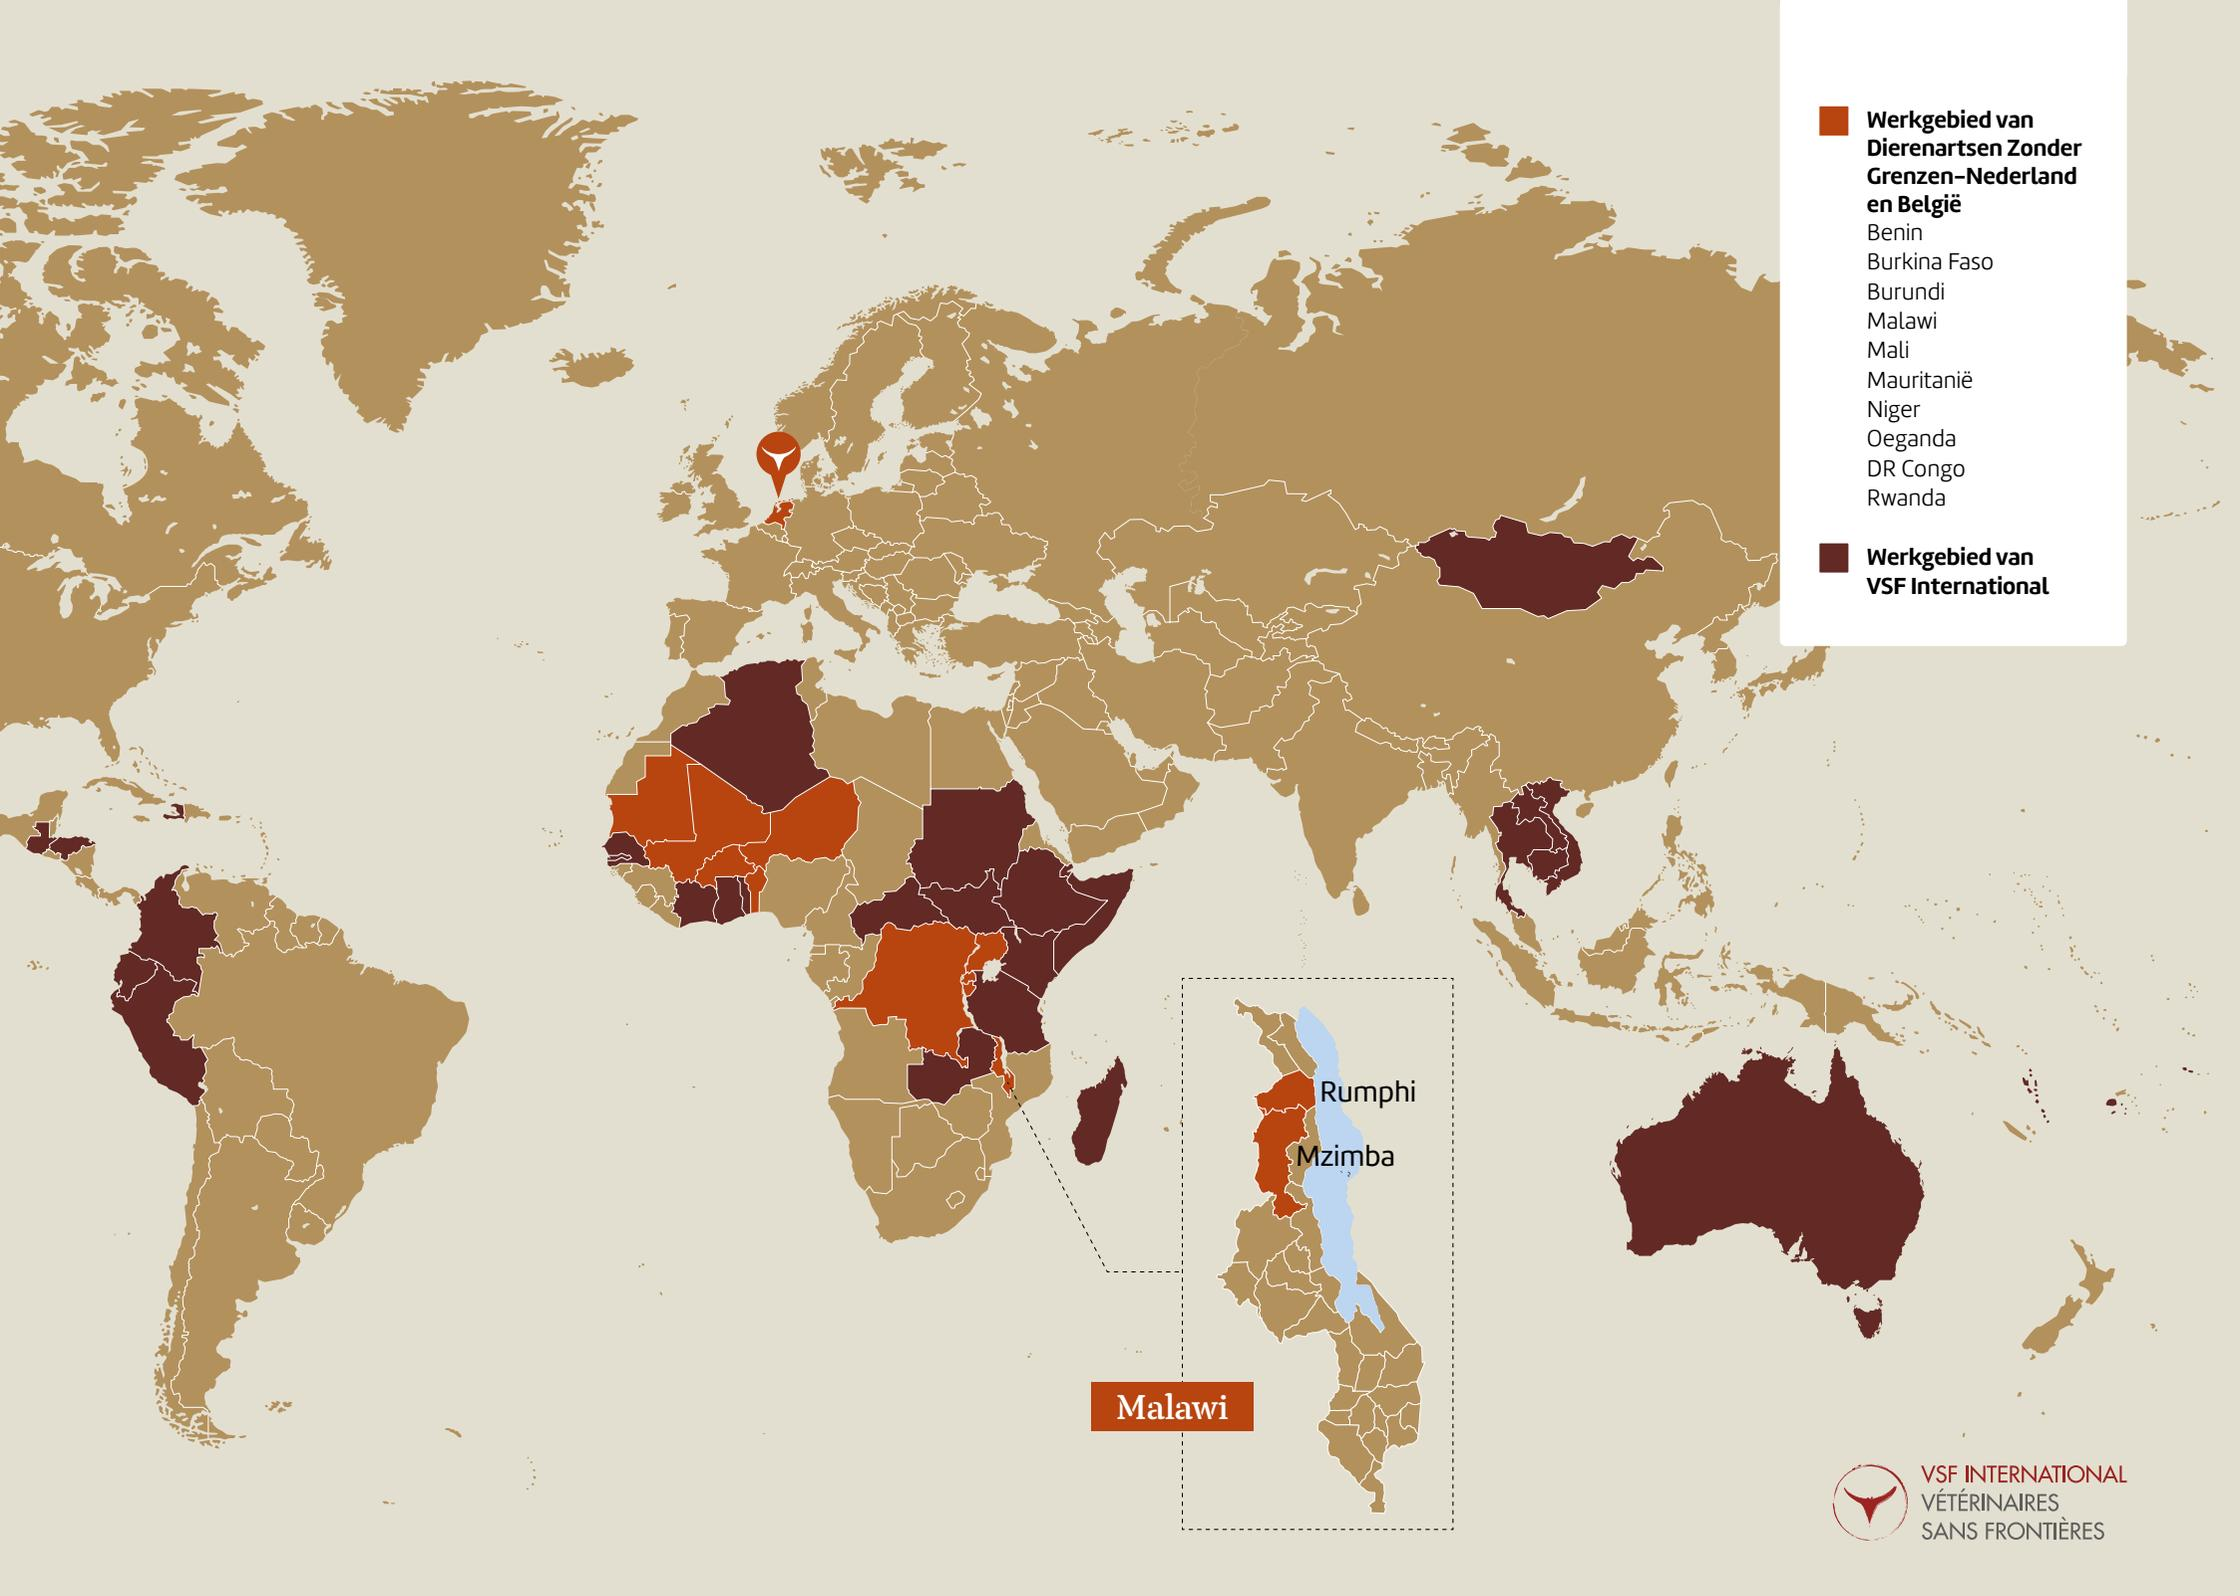 Werkgebied van
Dierenartsen Zonder
Grenzen–Nederland
en België
Benin
Burkina Faso
Burundi
Malawi
Mali
Mauritanië
Niger
Oeganda
DR Congo
Rwanda
Werkgebied van
VSF International
Rumphi
Mzimba
Malawi
VSF INTERNATIONAL
VÉTÉRINAIRES
SANS FRONTIÈRES